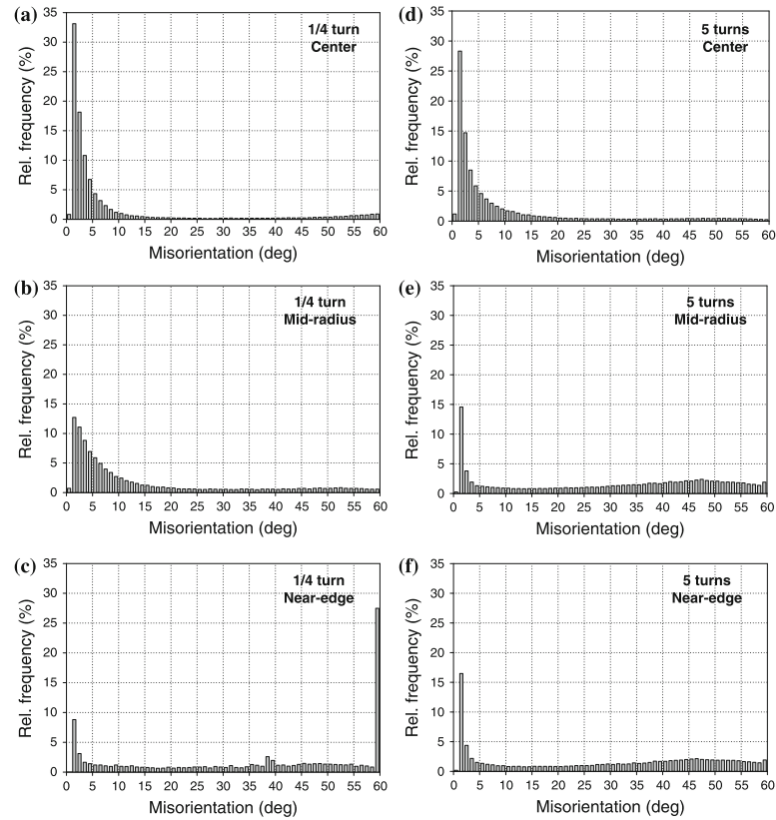 (a)
1/4 turn
Center
Rel. frequency (%)
35
30
25
20
15
10
5
0
0 5 10 15 20 25 30 35 40 45 50 55 60
Misorientation (deg)
(b)
1/4 turn
Mid-radius
Rel. frequency (%)
35
30
25
20
15
10
5
0
0 5 10 15 20 25 30 35 40 45 50 55 60
Misorientation (deg)
(c)
1/4 turn
Near-edge
Rel. frequency (%)
35
30
25
20
15
10
5
0
0 5 10 15 20 25 30 35 40 45 50 55 60
Misorientation (deg)
(d)
5 turns
Center
Rel. frequency (%)
35
30
25
20
15
10
5
0
0 5 10 15 20 25 30 35 40 45 50 55 60
Misorientation (deg)
(e)
5 turns
Mid-radius
Rel. frequency (%)
35
30
25
20
15
10
5
0
0 5 10 15 20 25 30 35 40 45 50 55 60
Misorientation (deg)
(f)
5 turns
Near-edge
Rel. frequency (%)
35
30
25
20
15
10
5
0
0 5 10 15 20 25 30 35 40 45 50 55 60
Misorientation (deg)